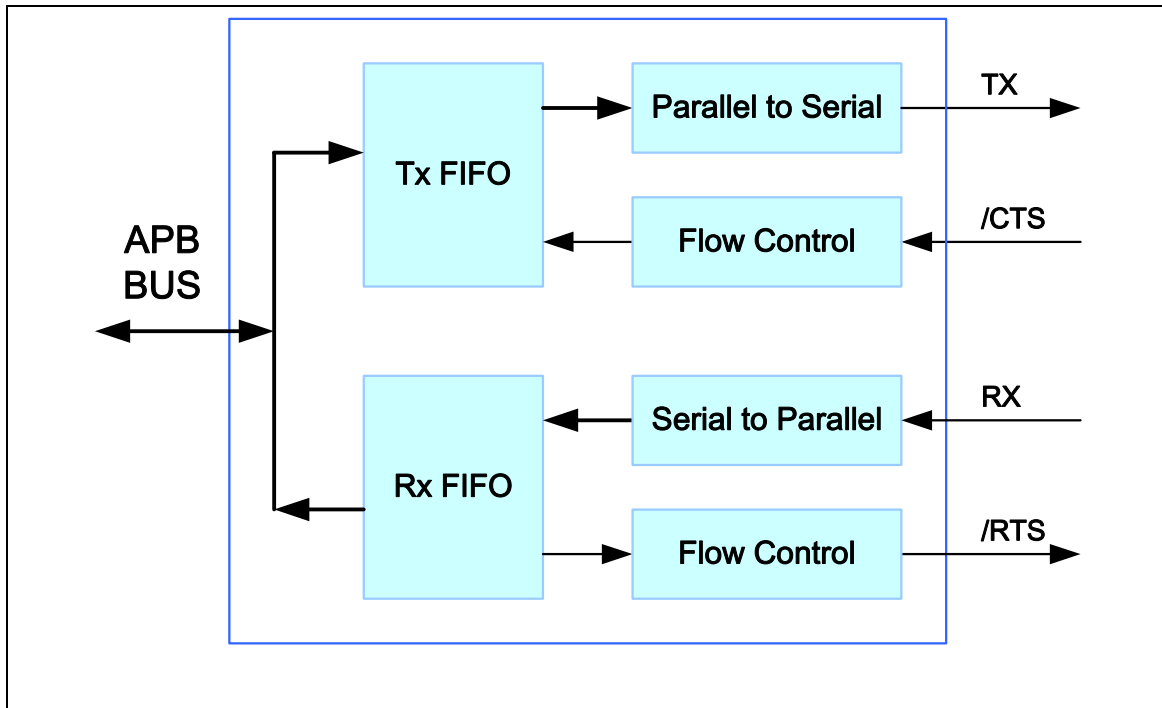 APB
BUS
Tx FIFO
Parallel to Serial
TX
Flow Control
/CTS
Rx FIFO
Serial to Parallel
RX
Flow Control
/RTS